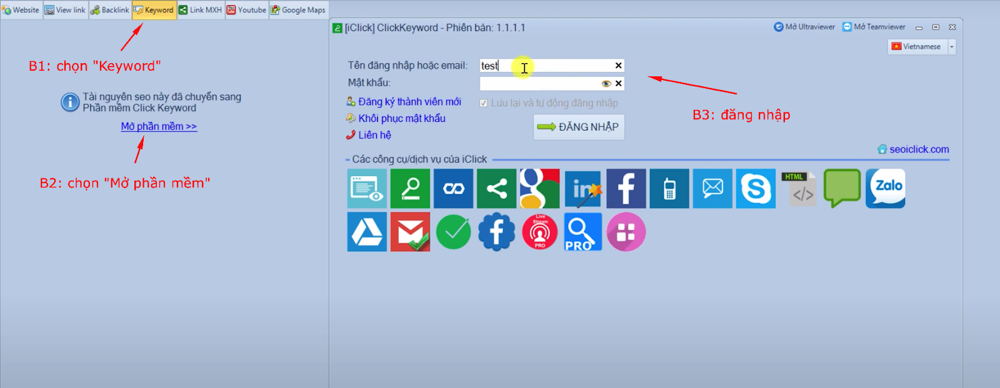 Website View link Backlink Keyword Link MXH Youtube Google Maps
[iClick] ClickKeyword - Phiên bản: 1.1.1.1
Mở Ultraviewer Mở Teamviewer
Vietnamese
B1: chọn "Keyword"
Tên đăng nhập hoặc email: test
Mật khẩu:
Tài nguyên seo này đã chuyển sang
Phần mềm Click Keyword
Mở phần mềm >>
Đăng ký thành viên mới
Lưu lại và tự động đăng nhập
Khôi phục mật khẩu
ĐĂNG NHẬP
Liên hệ
B3: đăng nhập
B2: chọn "Mở phần mềm"
seoiclick.com
Các công cụ/dịch vụ của iClick
in
HTML
</>
Zalo
Live
Stream
PRO
PRO